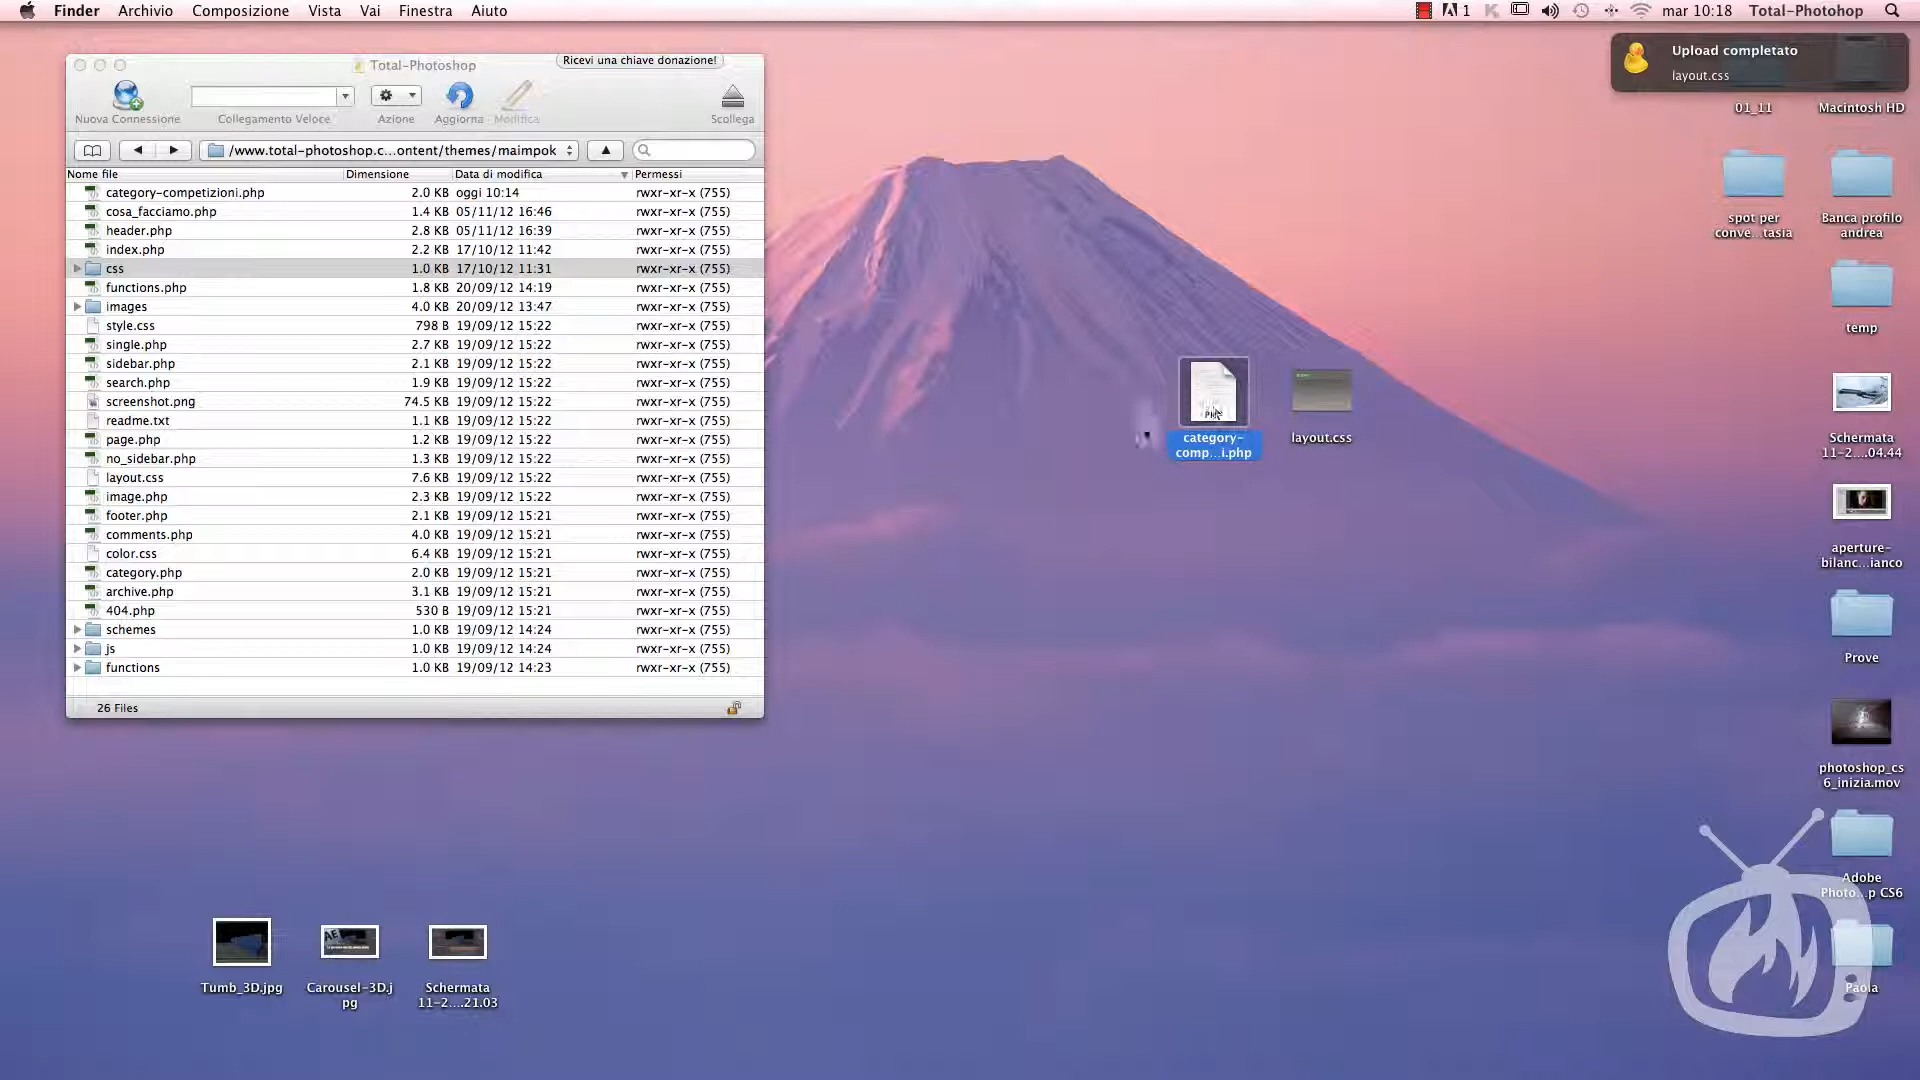 Finder Archivio Composizione Vista Vai Finestra Aiuto 1 mar 10:18 Total-Photohop
Upload completato
layout.css
Total-Photoshop
Ricevi una chiave donazione!
Nuova Connessione Collegamento Veloce Azione Aggiorna Modifica Scollega
/www.total-photoshop.c...ontent/themes/maimpok
Nome file Dimensione Data di modifica Permessi
category-competizioni.php 2.0 KB oggi 10:14 rwxr-xr-x (755)
cosa_facciamo.php 1.4 KB 05/11/12 16:46 rwxr-xr-x (755)
header.php 2.8 KB 05/11/12 16:39 rwxr-xr-x (755)
index.php 2.2 KB 17/10/12 11:42 rwxr-xr-x (755)
css 1.0 KB 17/10/12 11:31 rwxr-xr-x (755)
functions.php 1.8 KB 20/09/12 14:19 rwxr-xr-x (755)
images 4.0 KB 20/09/12 13:47 rwxr-xr-x (755)
style.css 798 B 19/09/12 15:22 rwxr-xr-x (755)
single.php 2.7 KB 19/09/12 15:22 rwxr-xr-x (755)
sidebar.php 2.1 KB 19/09/12 15:22 rwxr-xr-x (755)
search.php 1.9 KB 19/09/12 15:22 rwxr-xr-x (755)
screenshot.png 74.5 KB 19/09/12 15:22 rwxr-xr-x (755)
readme.txt 1.1 KB 19/09/12 15:22 rwxr-xr-x (755)
page.php 1.2 KB 19/09/12 15:22 rwxr-xr-x (755)
no_sidebar.php 1.3 KB 19/09/12 15:22 rwxr-xr-x (755)
layout.css 7.6 KB 19/09/12 15:22 rwxr-xr-x (755)
image.php 2.3 KB 19/09/12 15:22 rwxr-xr-x (755)
footer.php 2.1 KB 19/09/12 15:21 rwxr-xr-x (755)
comments.php 4.0 KB 19/09/12 15:21 rwxr-xr-x (755)
color.css 6.4 KB 19/09/12 15:21 rwxr-xr-x (755)
category.php 2.0 KB 19/09/12 15:21 rwxr-xr-x (755)
archive.php 3.1 KB 19/09/12 15:21 rwxr-xr-x (755)
404.php 530 B 19/09/12 15:21 rwxr-xr-x (755)
schemes 1.0 KB 19/09/12 14:24 rwxr-xr-x (755)
js 1.0 KB 19/09/12 14:24 rwxr-xr-x (755)
functions 1.0 KB 19/09/12 14:23 rwxr-xr-x (755)
26 Files
category-
comp...i.php
layout.css
01_11
Macintosh HD
spot per
conve...tasia
Banca profilo
andrea
temp
Schermata
11-2....04.44
aperture-
bilanc...ianco
Prove
photoshop_cs
6_inizia.mov
Adobe
Photo...p CS6
Paola
Tumb_3D.jpg
Carousel-3D.j
pg
Schermata
11-2....21.03